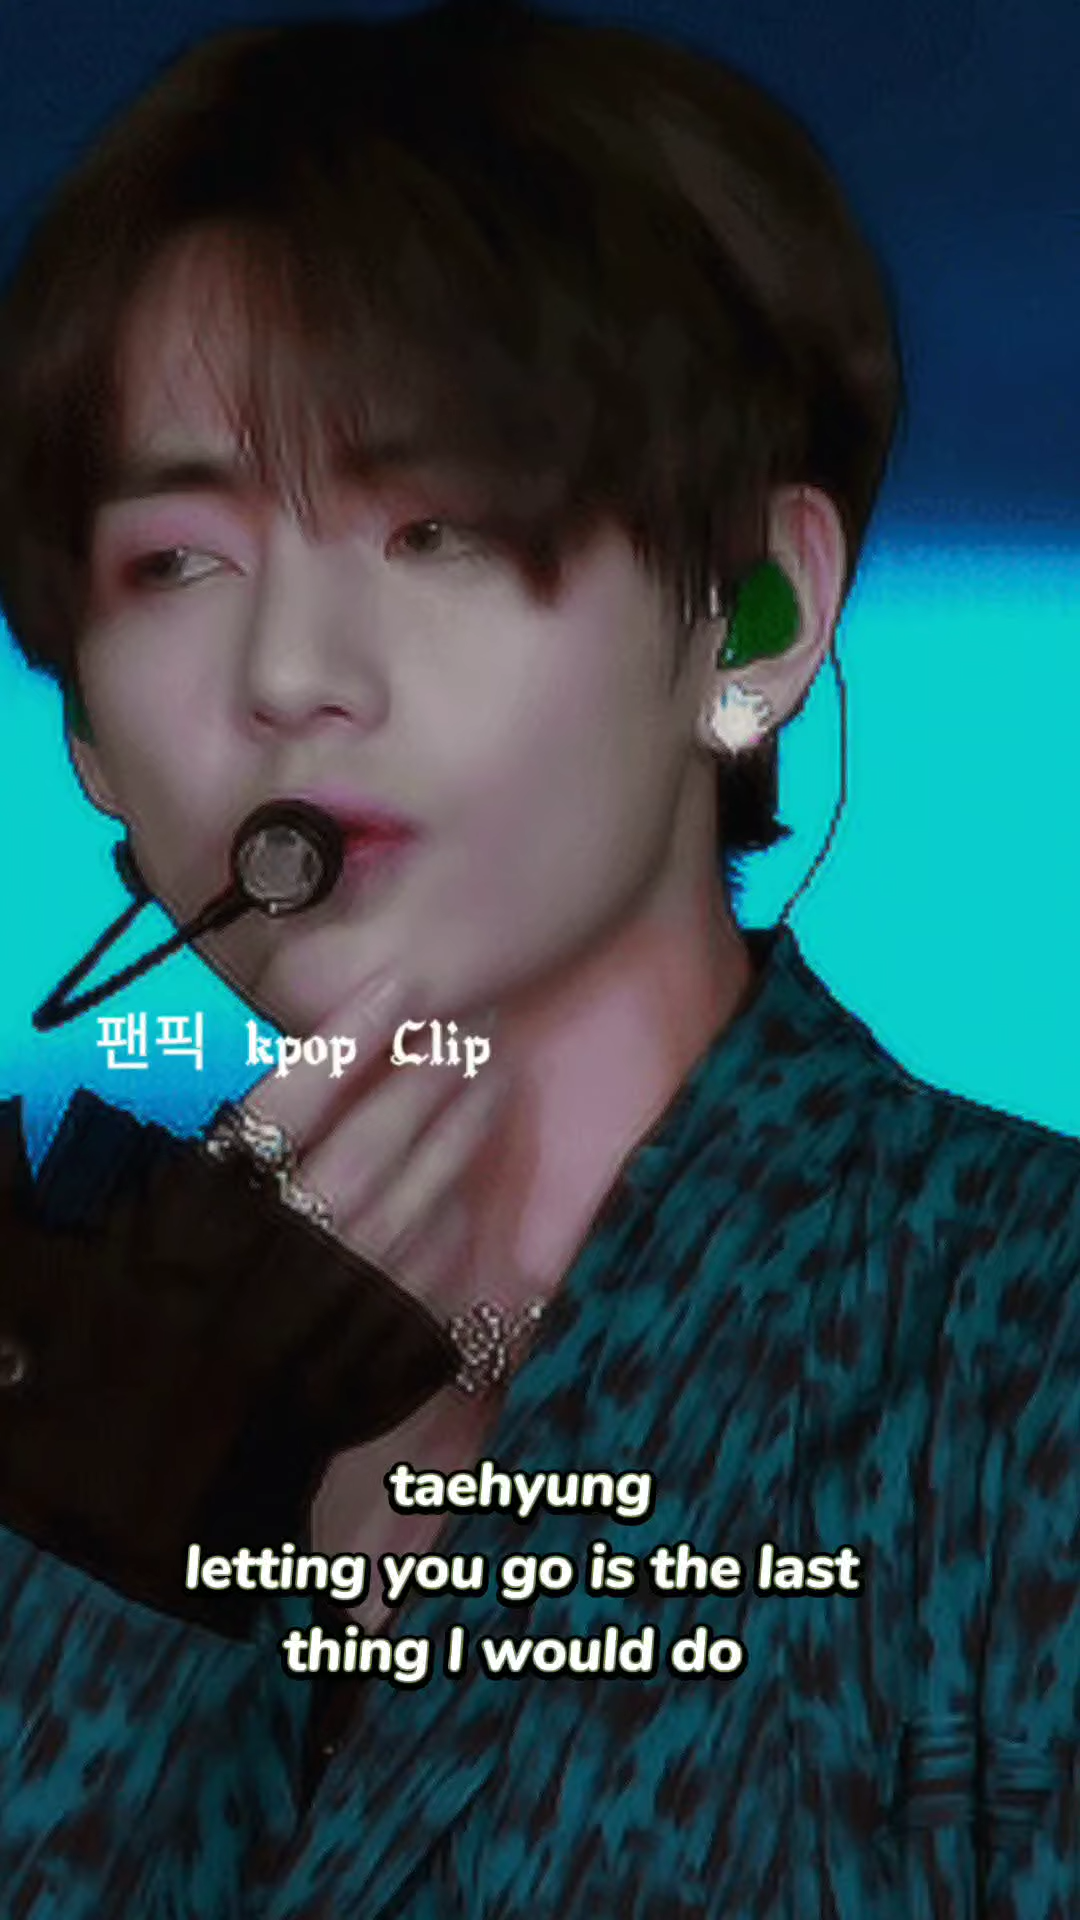 팬픽 kpop Clip
taehyung
letting you go is the last
thing I would do